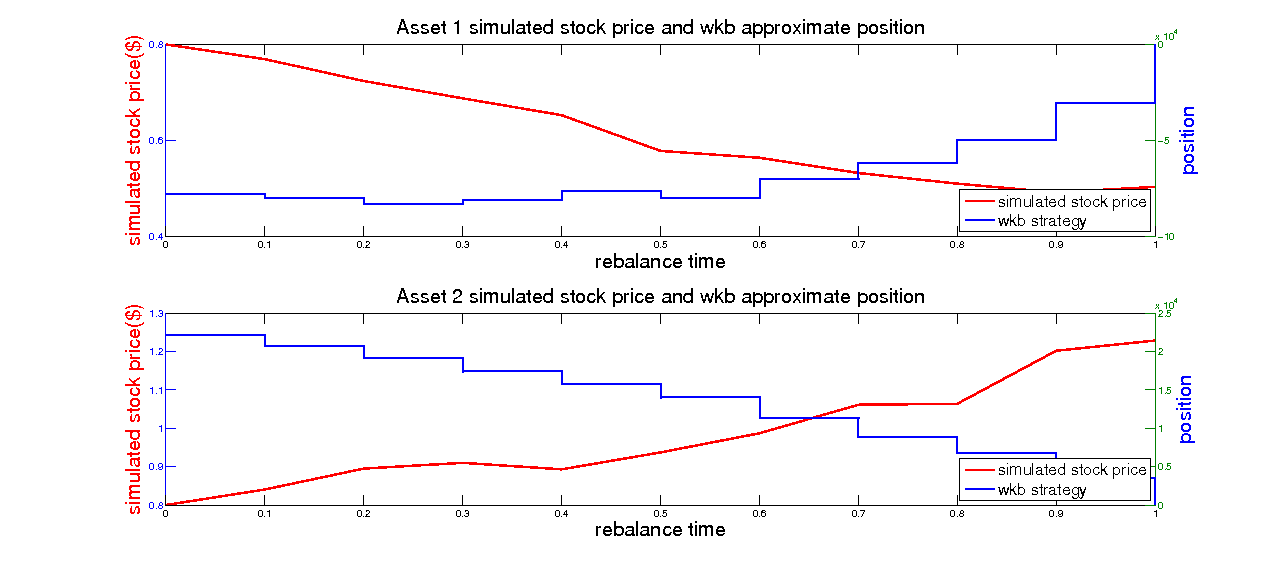 Asset 1 simulated stock price and wkb approximate position
x 10^4
simulated stock price($)
0.8
0.6
0.4
0
−5
−10
position
simulated stock price
wkb strategy
0 0.1 0.2 0.3 0.4 0.5 0.6 0.7 0.8 0.9 1
rebalance time
Asset 2 simulated stock price and wkb approximate position
x 10^4
simulated stock price($)
1.3
1.2
1.1
1
0.9
0.8
2.5
2
1.5
1
0.5
0
position
simulated stock price
wkb strategy
0 0.1 0.2 0.3 0.4 0.5 0.6 0.7 0.8 0.9 1
rebalance time